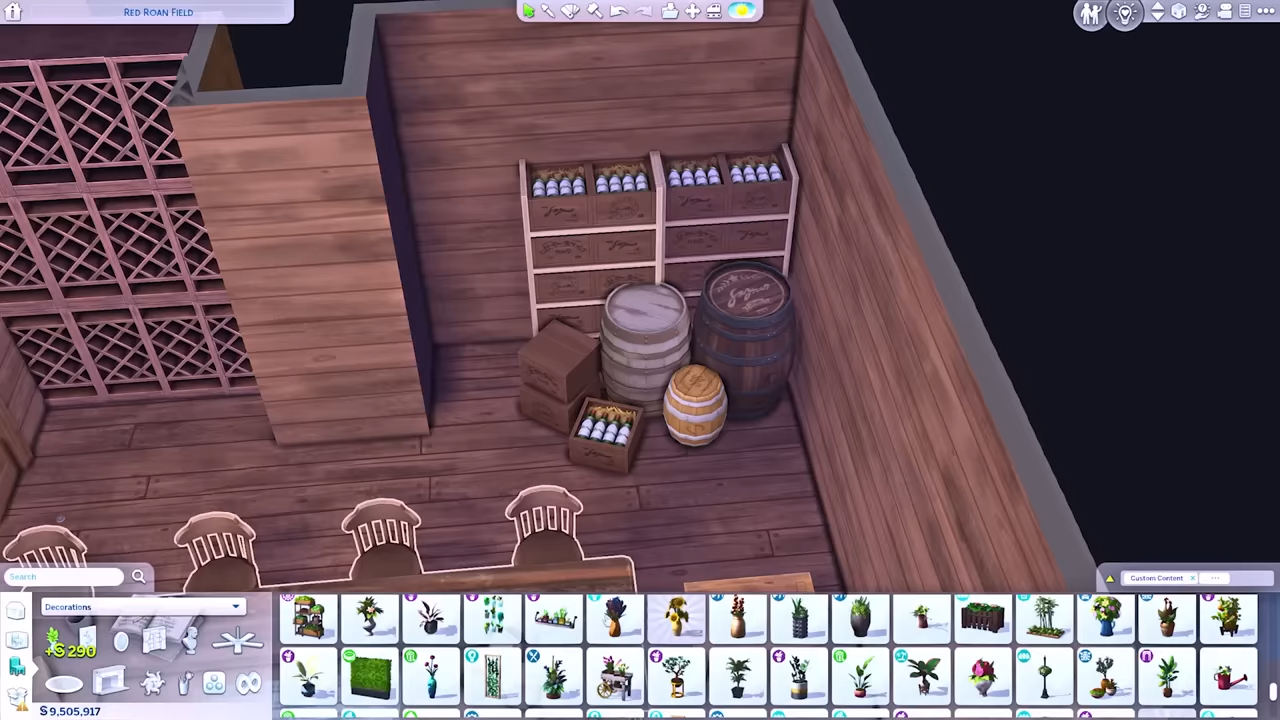 RED ROAN FIELD
Search
Decorations
+§290
§9,505,917
Custom Content